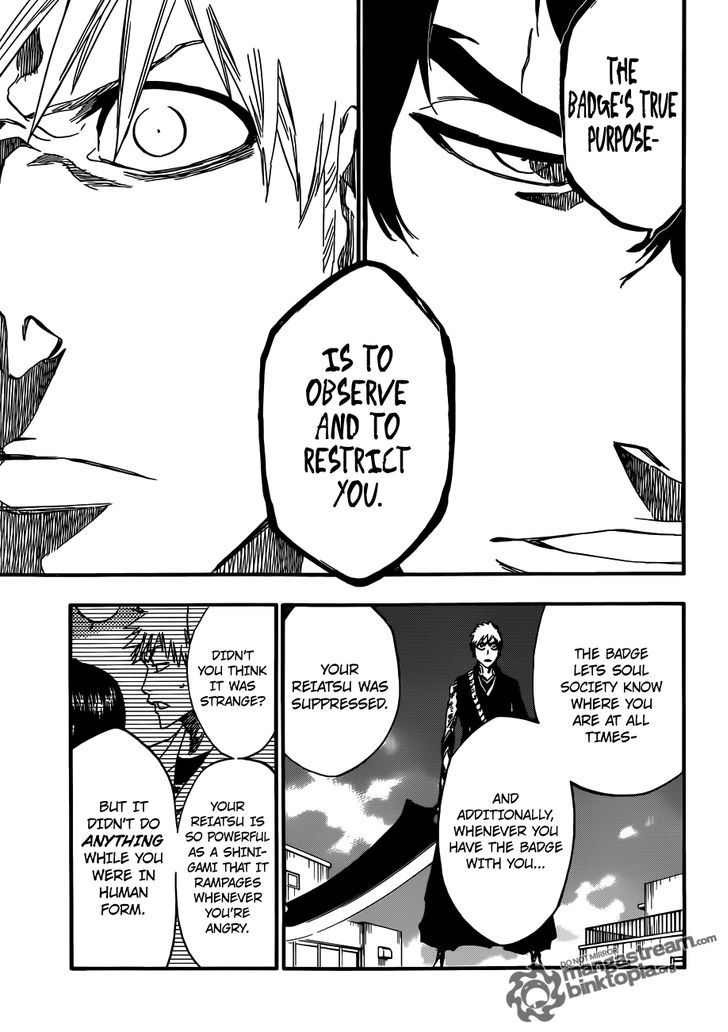 THE
BADGE'S TRUE
PURPOSE-
IS TO
OBSERVE
AND TO
RESTRICT
YOU.
THE BADGE
LETS SOUL
SOCIETY KNOW
WHERE YOU
ARE AT ALL
TIMES-
AND
ADDITIONALLY,
WHENEVER YOU
HAVE THE BADGE
WITH YOU...
YOUR
REIATSU WAS
SUPPRESSED.
DIDN'T
YOU THINK
IT WAS
STRANGE?
YOUR
REIATSU IS
SO POWERFUL
AS A SHINI-
GAMI THAT IT
RAMPAGES
WHENEVER
YOU'RE
ANGRY.
BUT IT
DIDN'T DO
ANYTHING
WHILE YOU
WERE IN
HUMAN
FORM.
DO NOT MIRROR
mangastream.com
binktopia.org